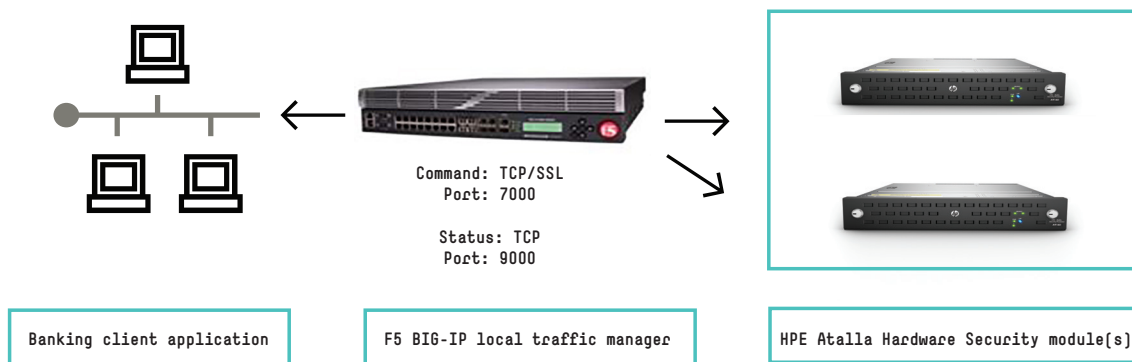 f5
Command: TCP/SSL
Port: 7000
Status: TCP
Port: 9000
Banking client application
F5 BIG-IP local traffic manager
HPE Atalla Hardware Security module(s)